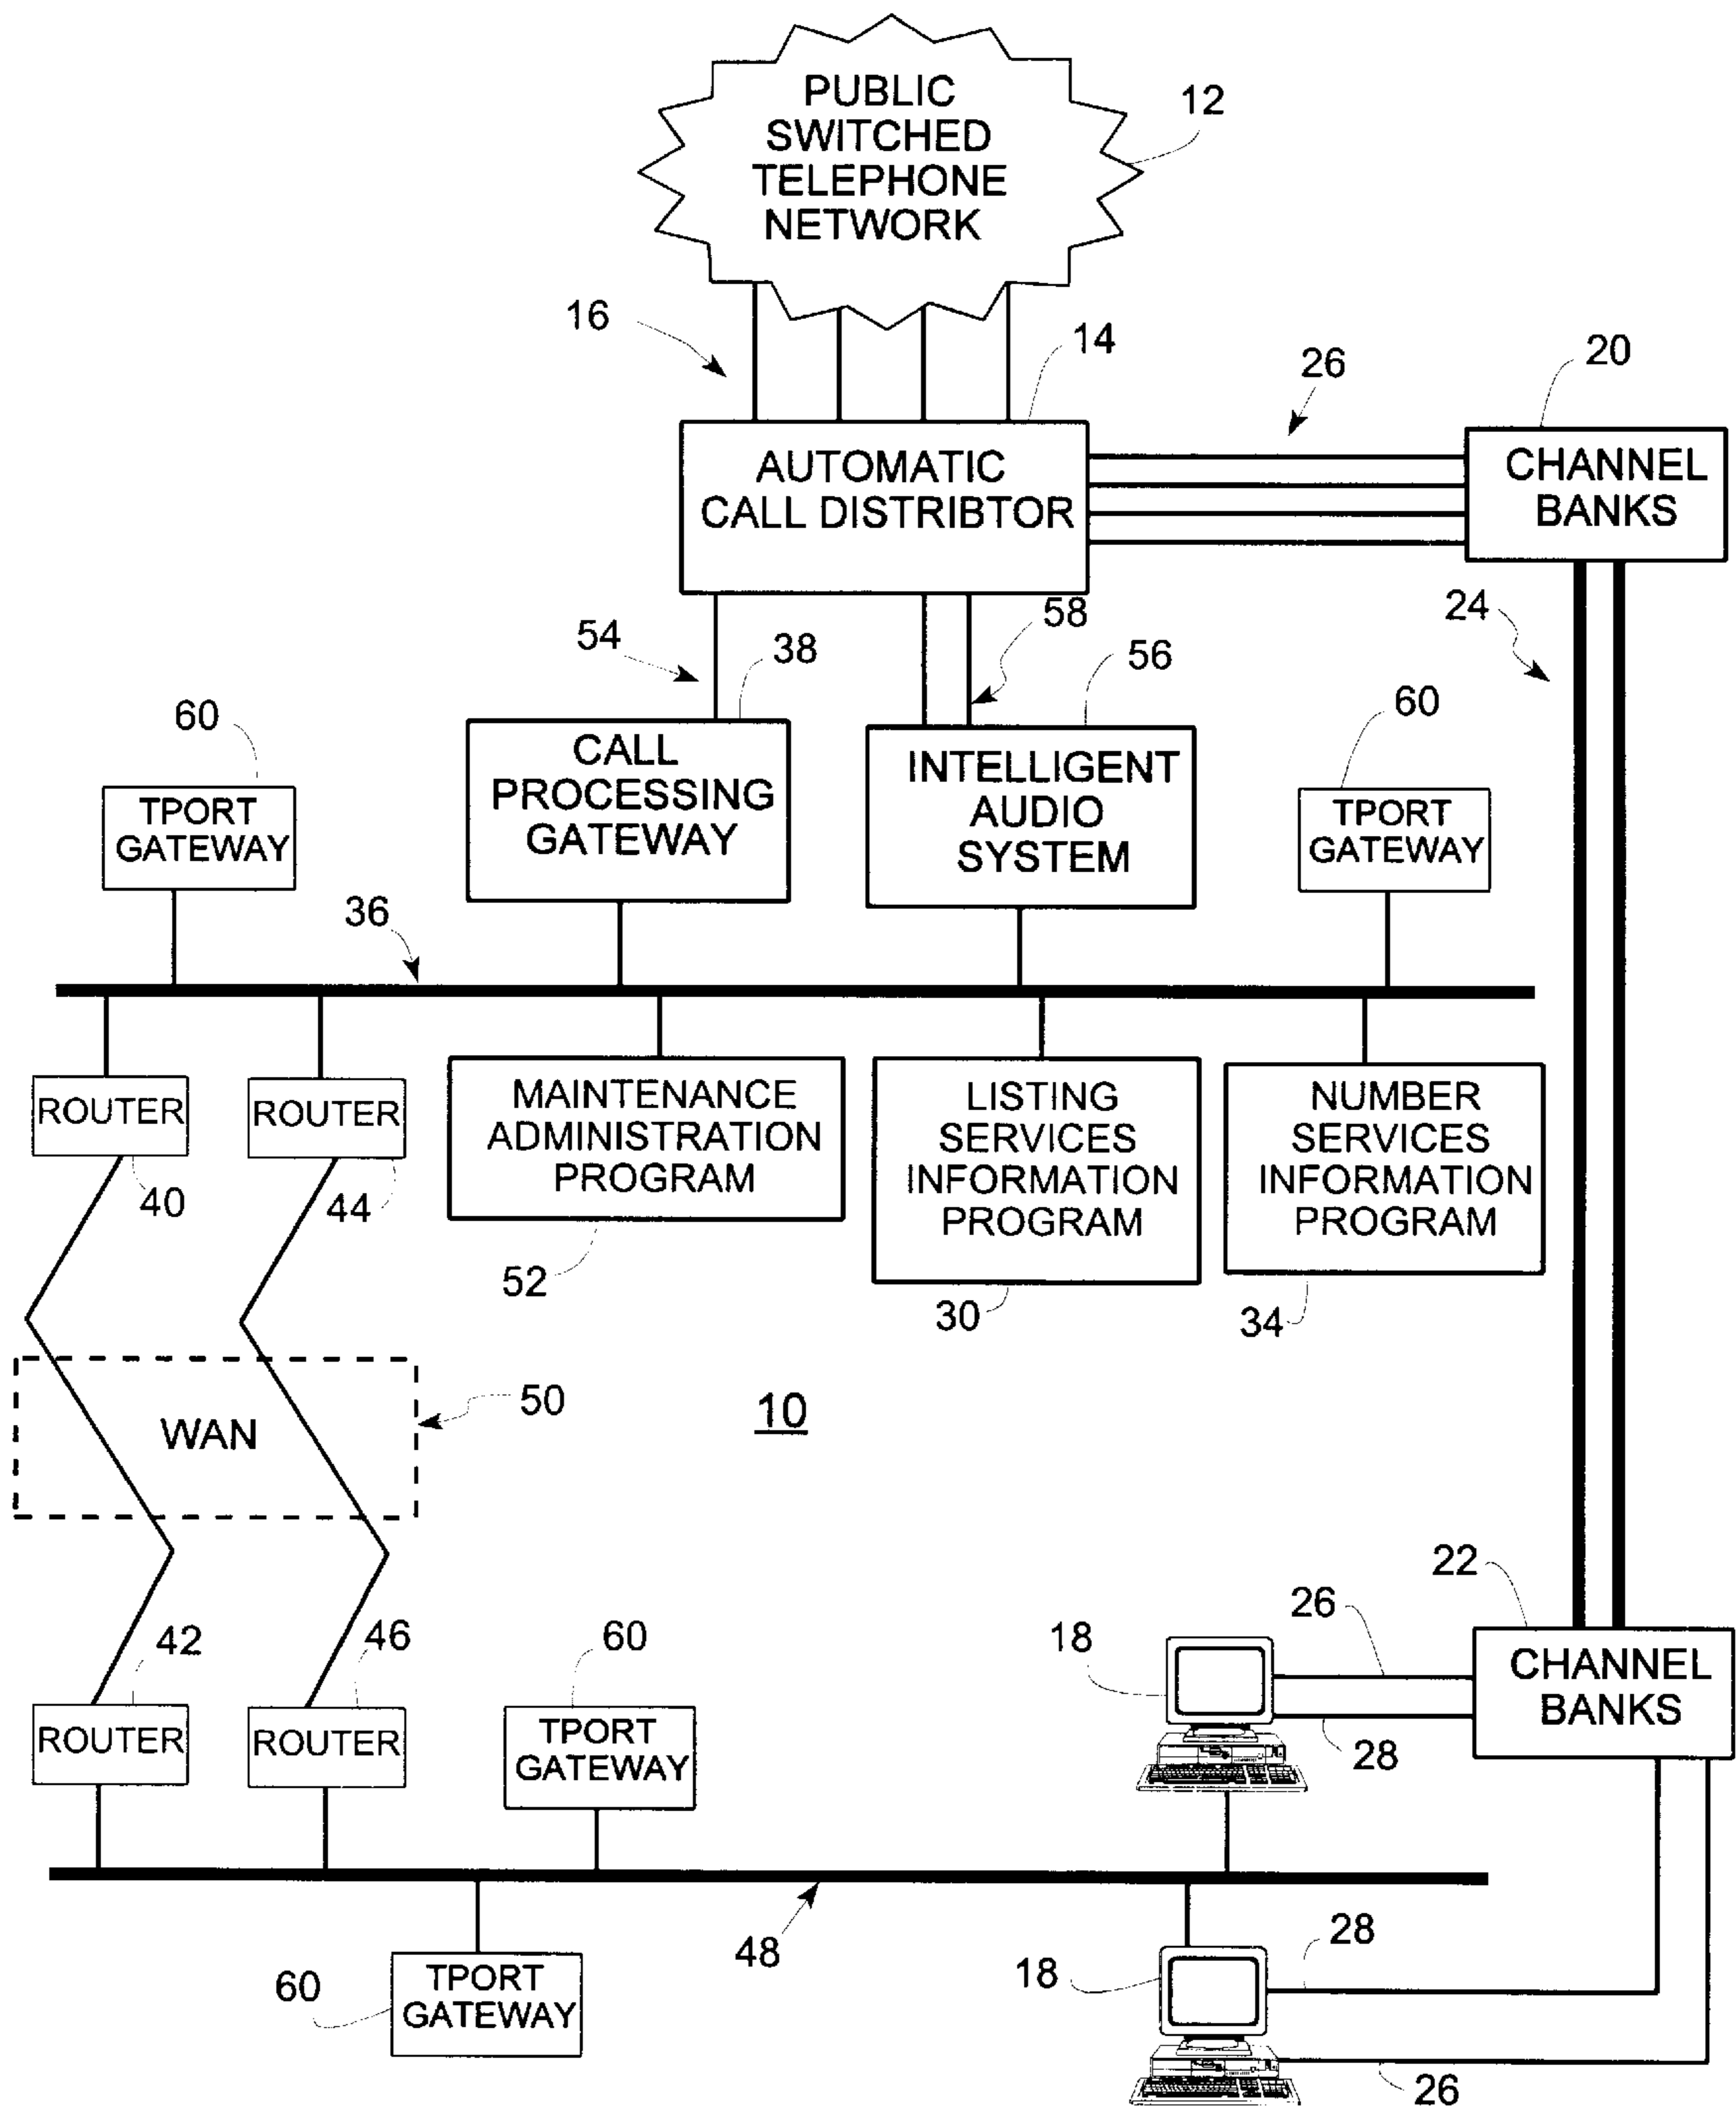 PUBLIC
SWITCHED
TELEPHONE
NETWORK
12
16
14
26
20
AUTOMATIC
CALL DISTRIBTOR
CHANNEL
BANKS
54
38
58
56
24
60
60
CALL
PROCESSING
GATEWAY
INTELLIGENT
AUDIO
SYSTEM
TPORT
GATEWAY
TPORT
GATEWAY
36
ROUTER
ROUTER
MAINTENANCE
ADMINISTRATION
PROGRAM
LISTING
SERVICES
INFORMATION
PROGRAM
NUMBER
SERVICES
INFORMATION
PROGRAM
40
44
52
30
34
WAN
50
10
22
42
46
60
18
26
28
ROUTER
ROUTER
TPORT
GATEWAY
CHANNEL
BANKS
48
28
18
26
60
TPORT
GATEWAY